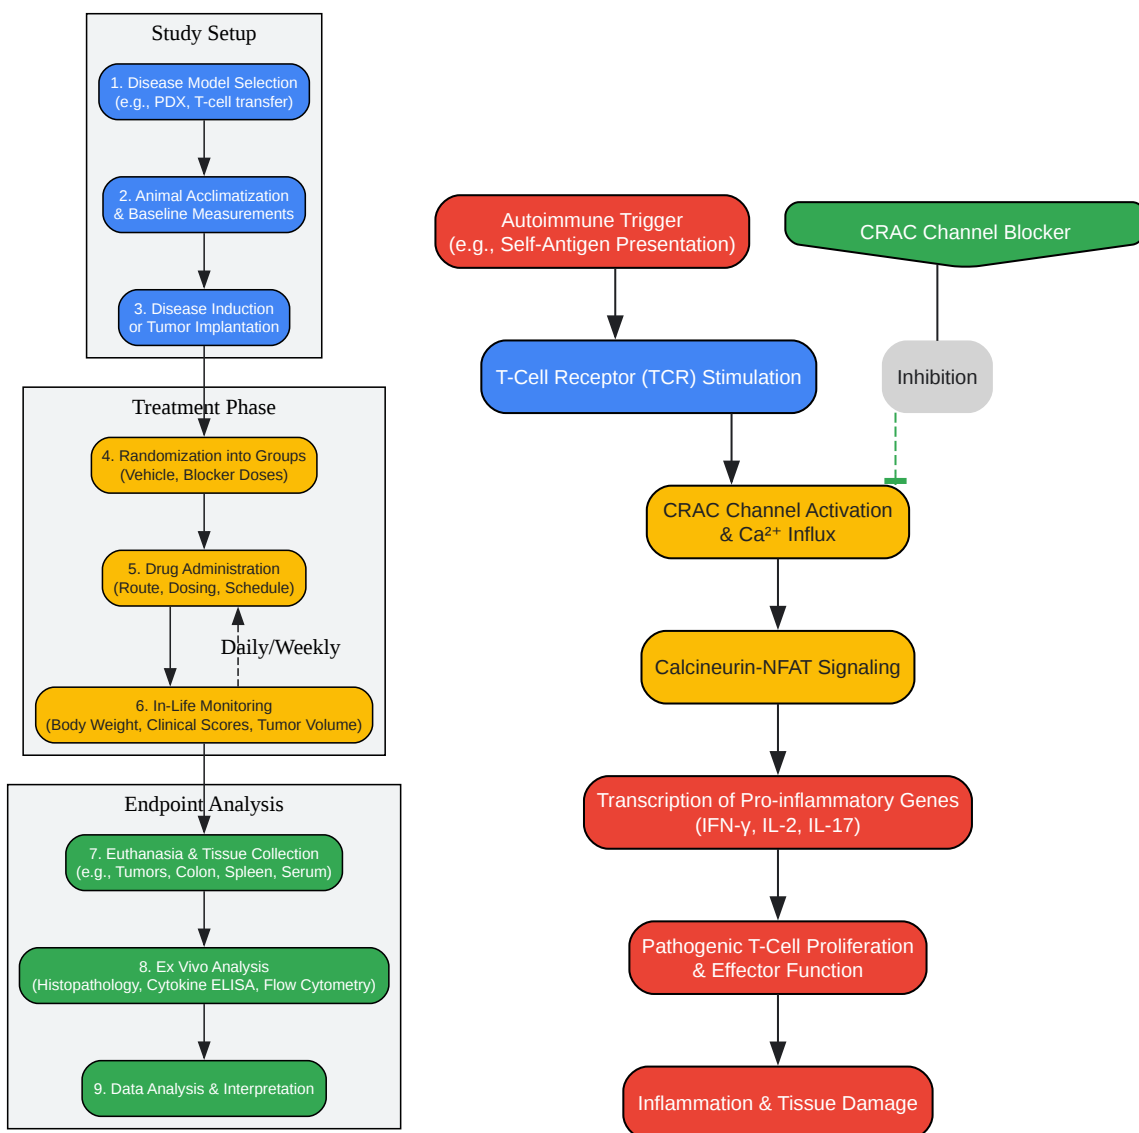 Study Setup
1. Disease Model Selection
(e.g., PDX, T-cell transfer)
2. Animal Acclimatization
& Baseline Measurements
3. Disease Induction
or Tumor Implantation
Treatment Phase
4. Randomization into Groups
(Vehicle, Blocker Doses)
5. Drug Administration
(Route, Dosing, Schedule)
Daily/Weekly
6. In-Life Monitoring
(Body Weight, Clinical Scores, Tumor Volume)
Endpoint Analysis
7. Euthanasia & Tissue Collection
(e.g., Tumors, Colon, Spleen, Serum)
8. Ex Vivo Analysis
(Histopathology, Cytokine ELISA, Flow Cytometry)
9. Data Analysis & Interpretation
Autoimmune Trigger
(e.g., Self-Antigen Presentation)
CRAC Channel Blocker
T-Cell Receptor (TCR) Stimulation
Inhibition
CRAC Channel Activation
& Ca²⁺ Influx
Calcineurin-NFAT Signaling
Transcription of Pro-inflammatory Genes
(IFN-γ, IL-2, IL-17)
Pathogenic T-Cell Proliferation
& Effector Function
Inflammation & Tissue Damage